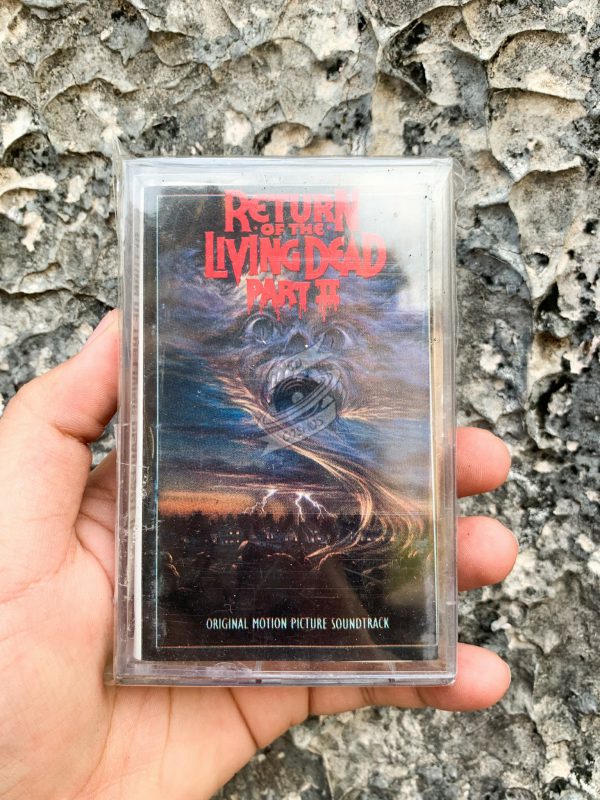 RETURN
OF THE
LIVING DEAD
PART II
ORIGINAL MOTION PICTURE SOUNDTRACK